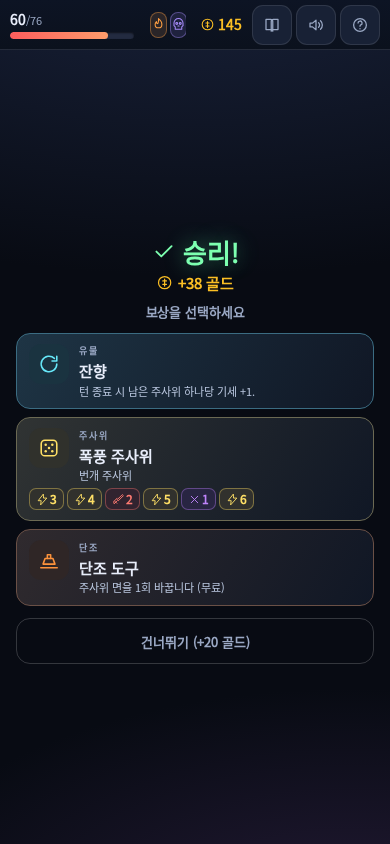 60/76
145
승리!
+38 골드
보상을 선택하세요
유물
잔향
턴 종료 시 남은 주사위 하나당 기세 +1.
주사위
폭풍 주사위
번개 주사위
3 4 2 5 1 6
단조
단조 도구
주사위 면을 1회 바꿉니다 (무료)
건너뛰기 (+20 골드)